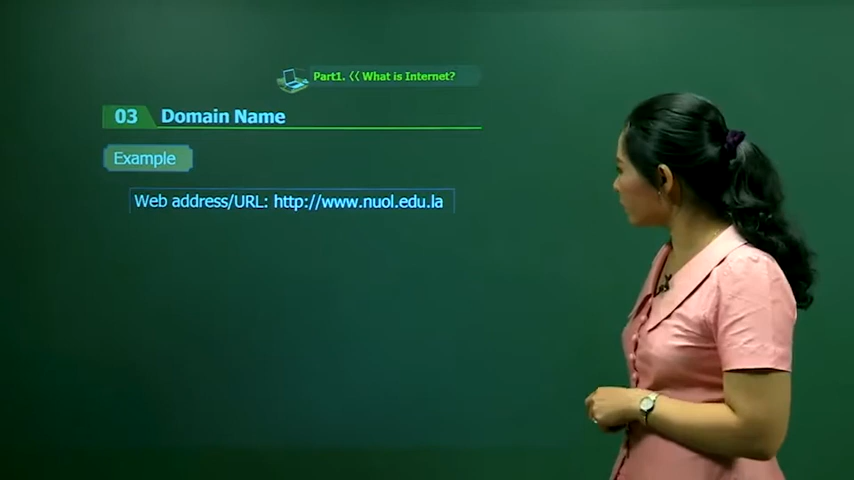 Part1. 〈〈 What is Internet?
03 Domain Name
Example
Web address/URL: http://www.nuol.edu.la